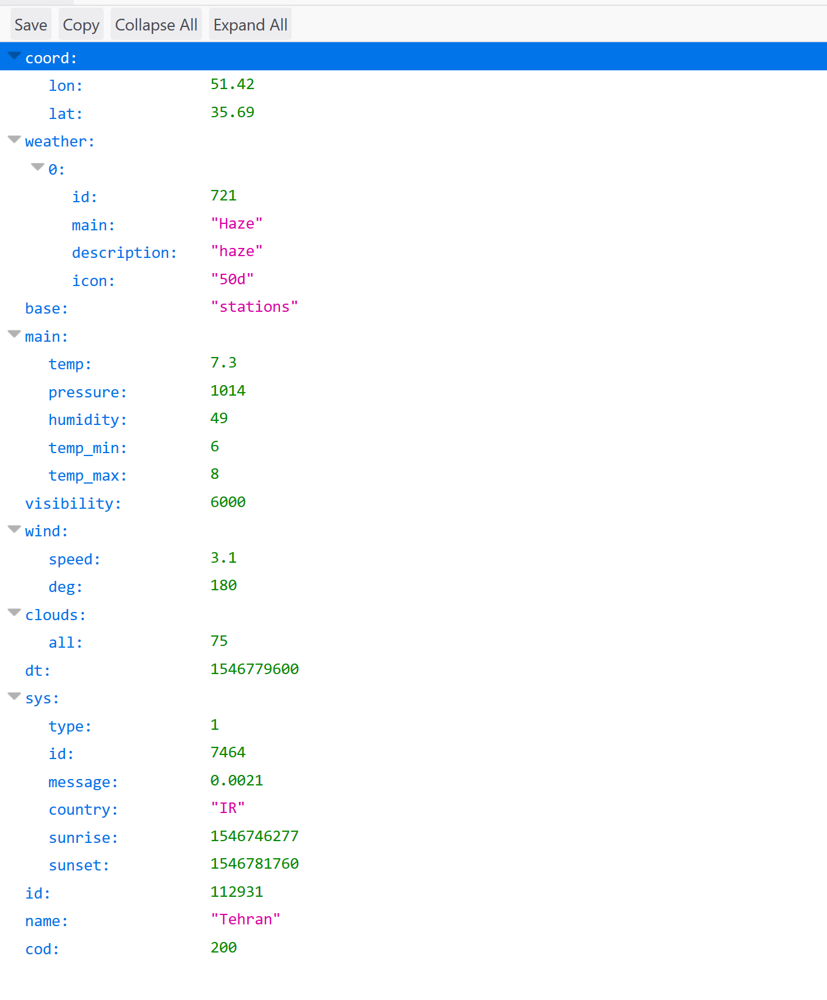 Save Copy Collapse All Expand All
coord:
lon: 51.42
lat: 35.69
weather:
0:
id: 721
main: "Haze"
description: "haze"
icon: "50d"
base: "stations"
main:
temp: 7.3
pressure: 1014
humidity: 49
temp_min: 6
temp_max: 8
visibility: 6000
wind:
speed: 3.1
deg: 180
clouds:
all: 75
dt: 1546779600
sys:
type: 1
id: 7464
message: 0.0021
country: "IR"
sunrise: 1546746277
sunset: 1546781760
id: 112931
name: "Tehran"
cod: 200